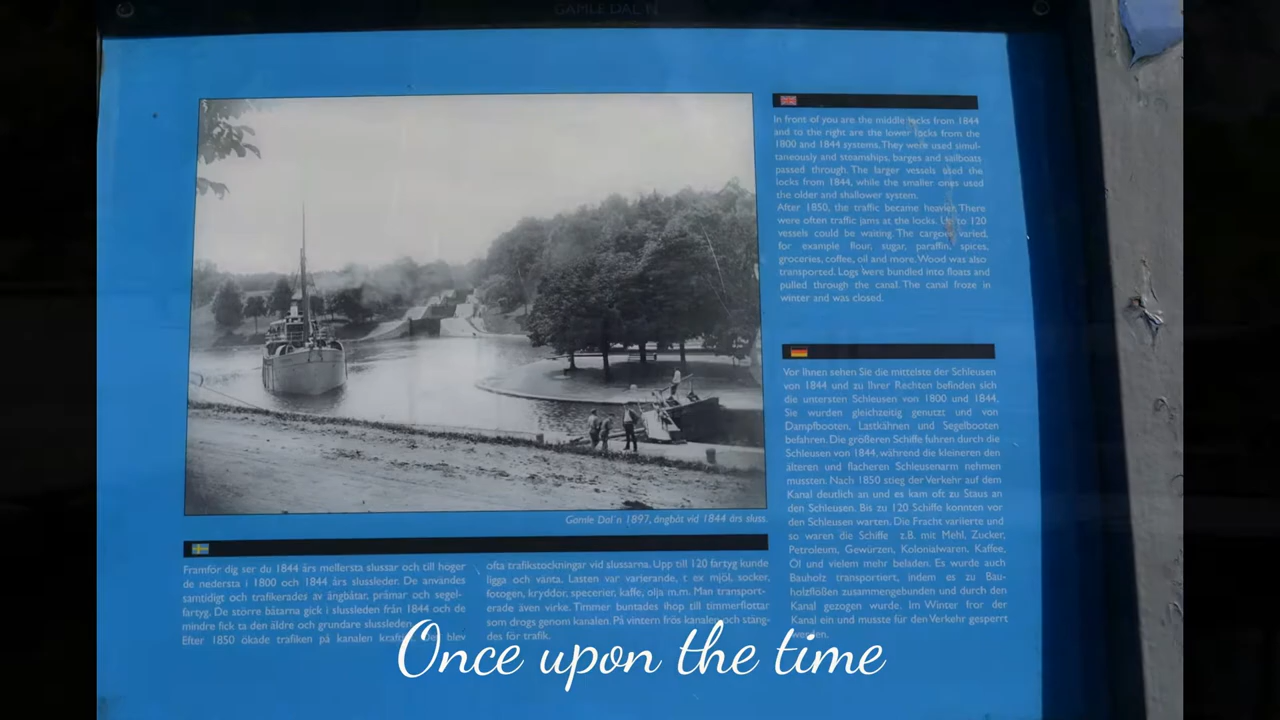 GAMLE DAL'N
In front of you are the middle locks from 1844
and to the right are the lower locks from the
1800 and 1844 systems. They were used simul-
taneously and steamships, barges and sailboats
passed through. The larger vessels used the
locks from 1844, while the smaller ones used
the older and shallower system.
After 1850, the traffic became heavier. There
were often traffic jams at the locks. Up to 120
vessels could be waiting. The cargoes varied,
for example flour, sugar, paraffin, spices,
groceries, coffee, oil and more. Wood was also
transported. Logs were bundled into floats and
pulled through the canal. The canal froze in
winter and was closed.
Vor Ihnen sehen Sie die mittelste der Schleusen
von 1844 und zu Ihrer Rechten befinden sich
die untersten Schleusen von 1800 und 1844.
Sie wurden gleichzeitig genutzt und von
Dampfbooten, Lastkähnen und Segelbooten
befahren. Die größeren Schiffe fuhren durch die
Schleusen von 1844, während die kleineren den
älteren und flacheren Schleusenarm nehmen
mussten. Nach 1850 stieg der Verkehr auf dem
Kanal deutlich an und es kam oft zu Staus an
den Schleusen. Bis zu 120 Schiffe konnten vor
den Schleusen warten. Die Fracht variierte und
so waren die Schiffe z.B. mit Mehl, Zucker,
Petroleum, Gewürzen, Kolonialwaren, Kaffee,
Öl und vielem mehr beladen. Es wurde auch
Bauholz transportiert, indem es zu Bau-
holzflößen zusammengebunden und durch den
Kanal gezogen wurde. Im Winter fror der
Kanal ein und musste für den Verkehr gesperrt
Gamle Dal'n 1897, ångbåt vid 1844 års sluss.
Framför dig ser du 1844 års mellersta slussar och till höger
de nedersta i 1800 och 1844 års slussleder. De användes
samtidigt och trafikerades av ångbåtar, pråmar och segel-
fartyg. De större båtarna gick i slussleden från 1844 och de
mindre fick ta den äldre och grundare slussleden.
Efter 1850 ökade trafiken på kanalen blev
ofta trafikstockningar vid slussarna. Upp till 120 fartyg kunde
ligga och vänta. Lasten var varierande, t ex mjöl, socker,
fotogen, kryddor, specerier, kaffe, olja m.m. Man transport-
erade även virke. Timmer buntades ihop till timmerflottar
som drogs genom kanalen. På vintern frös kanalen och stäng-
des för trafik.
Once upon the time